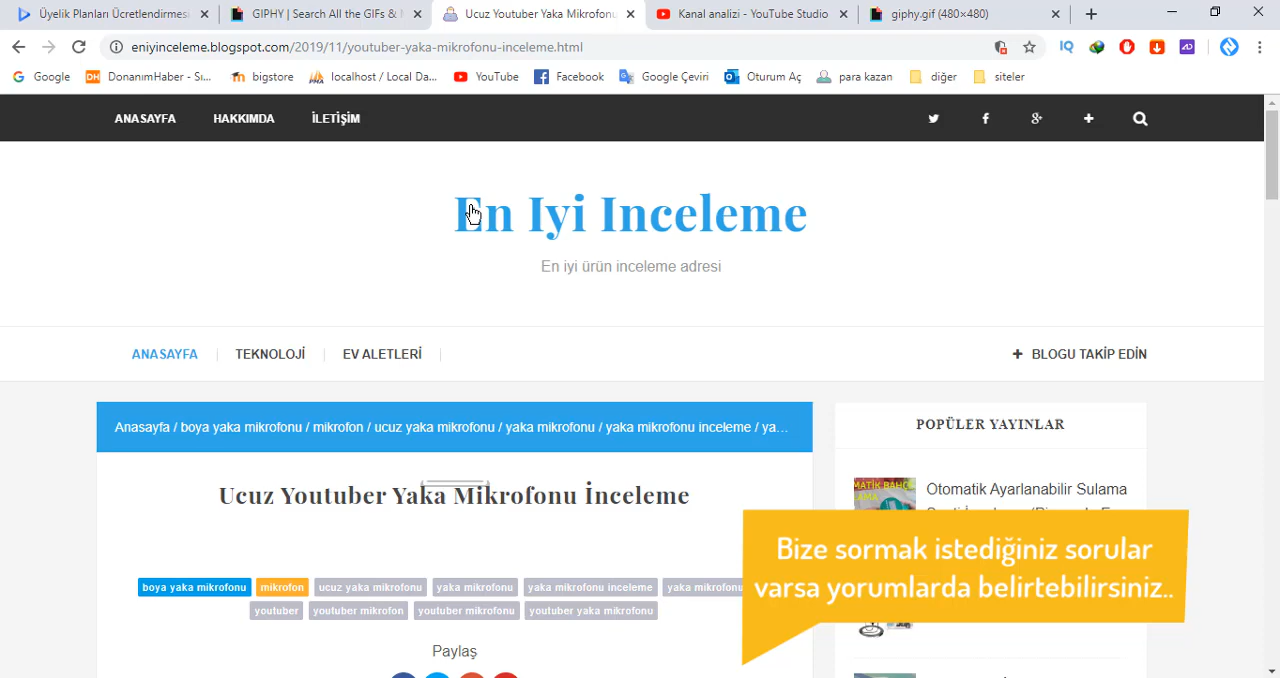 Üyelik Planları Ücretlendirmesi
GIPHY | Search All the GIFs &
Ucuz Youtuber Yaka Mikrofonu
Kanal analizi - YouTube Studio
giphy.gif (480×480)
eniyinceleme.blogspot.com/2019/11/youtuber-yaka-mikrofonu-inceleme.html
Google
DonanımHaber - Si...
bigstore
localhost / Local Da...
YouTube
Facebook
Google Çeviri
Oturum Aç
para kazan
diğer
siteler
ANASAYFA
HAKKIMDA
İLETİŞİM
En Iyi Inceleme
En iyi ürün inceleme adresi
ANASAYFA
TEKNOLOJİ
EV ALETLERİ
BLOGU TAKİP EDİN
Anasayfa / boya yaka mikrofonu / mikrofon / ucuz yaka mikrofonu / yaka mikrofonu / yaka mikrofonu inceleme / ya...
POPÜLER YAYINLAR
Ucuz Youtuber Yaka Mikrofonu İnceleme
Otomatik Ayarlanabilir Sulama
Bize sormak istediğiniz sorular
varsa yorumlarda belirtebilirsiniz..
boya yaka mikrofonu mikrofon ucuz yaka mikrofonu yaka mikrofonu yaka mikrofonu inceleme yaka mikrofonu
youtuber youtuber mikrofon youtuber mikrofonu youtuber yaka mikrofonu
Paylaş